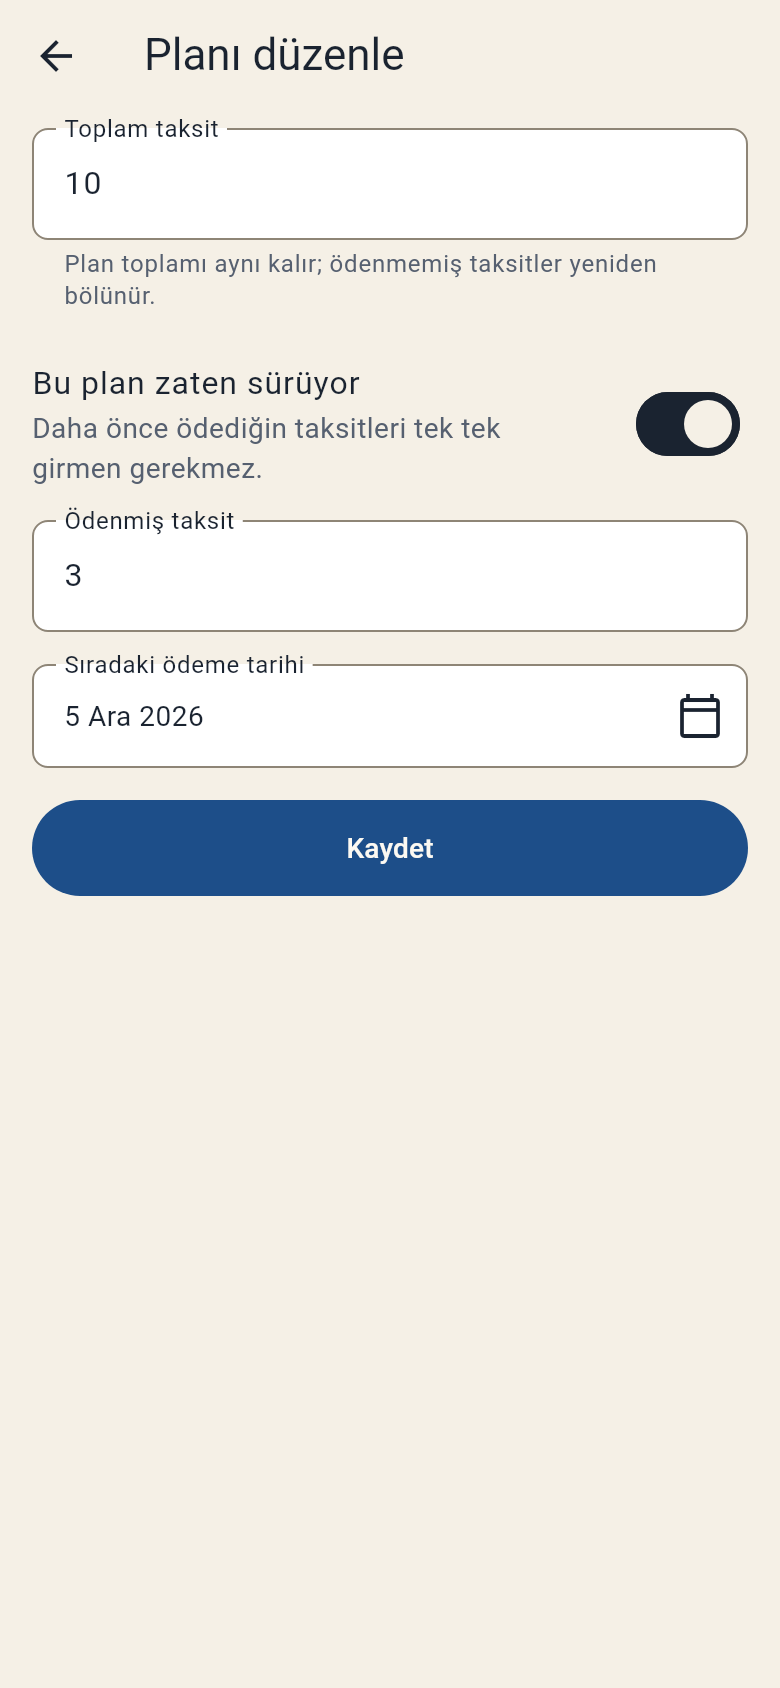 Planı düzenle
Toplam taksit
10
Plan toplamı aynı kalır; ödenmemiş taksitler yeniden
bölünür.
Bu plan zaten sürüyor
Daha önce ödediğin taksitleri tek tek
girmen gerekmez.
Ödenmiş taksit
3
Sıradaki ödeme tarihi
5 Ara 2026
Kaydet